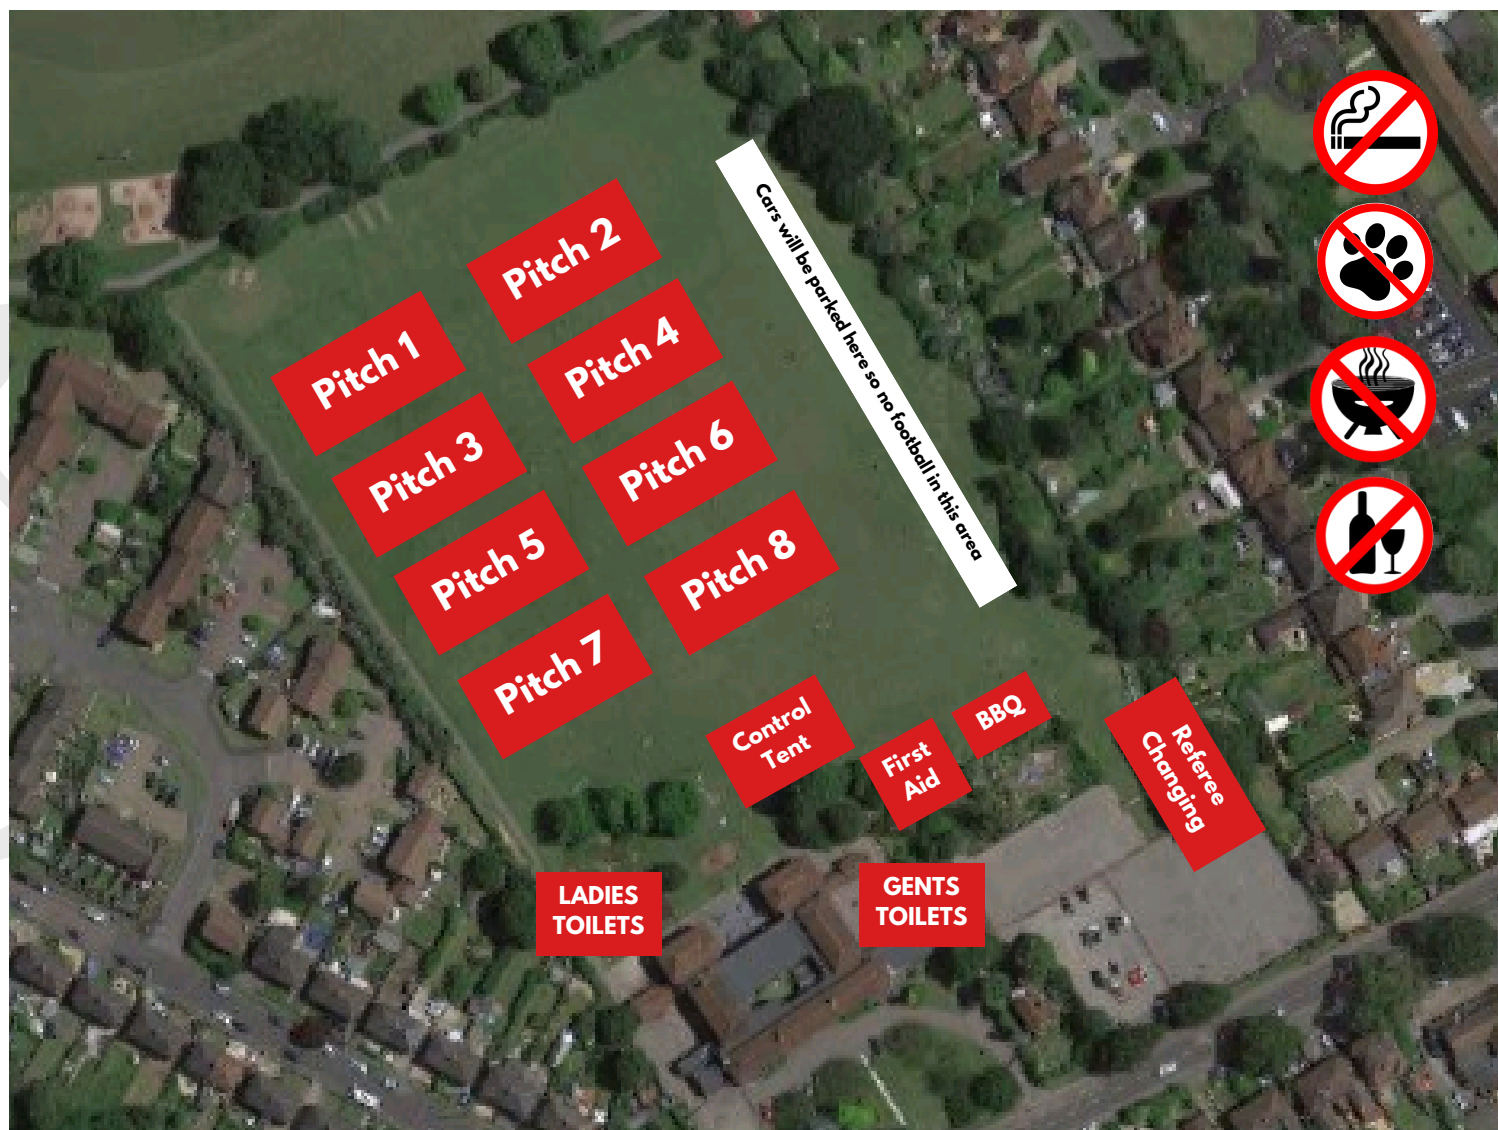 Pitch 2
Pitch 1
Pitch 4
Pitch 3
Pitch 6
Pitch 5
Pitch 8
Pitch 7
Cars will be parked here so no football in this area
Control
Tent
First
Aid
BBQ
Referee
Changing
LADIES
TOILETS
GENTS
TOILETS